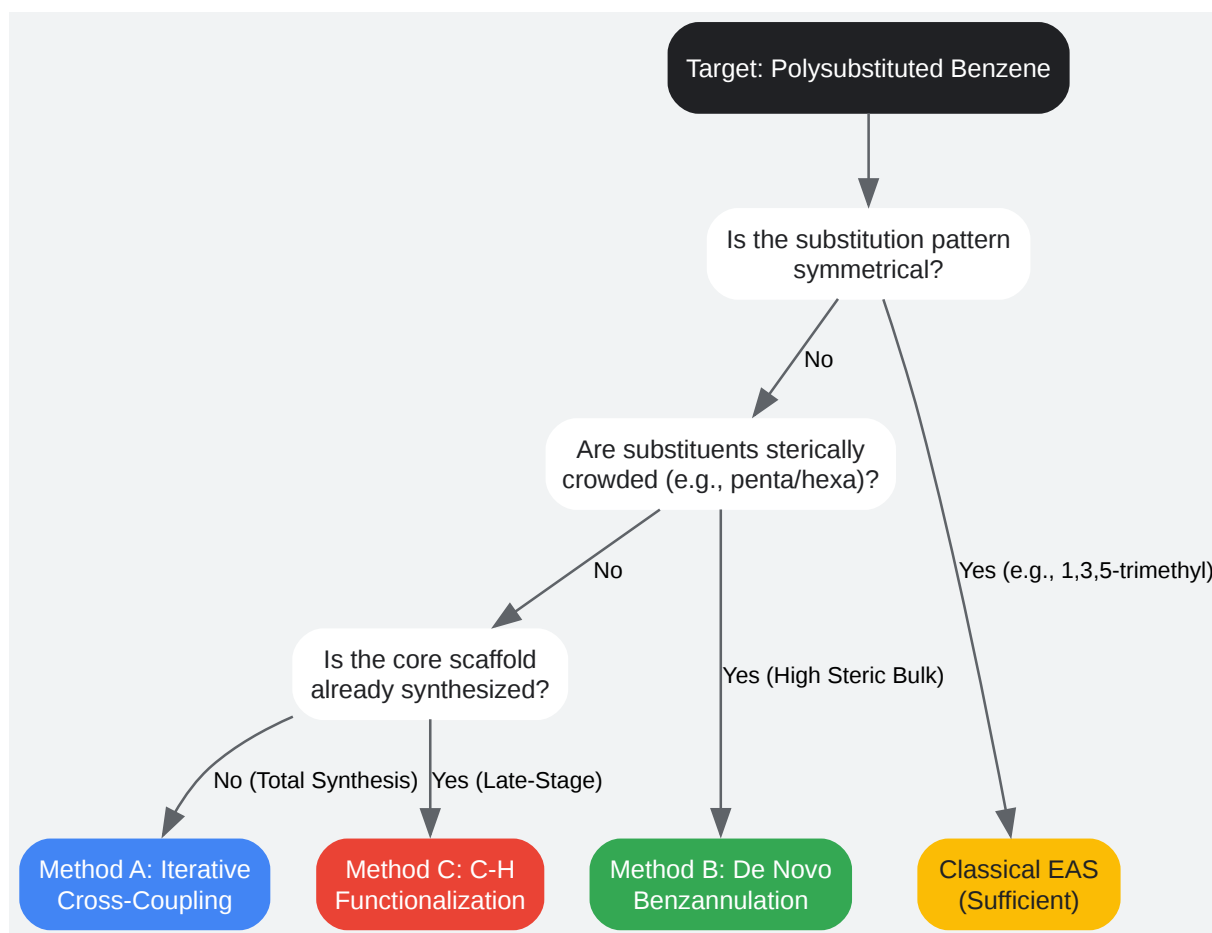 Target: Polysubstituted Benzene
Is the substitution pattern
symmetrical?
No
Are substituents sterically
crowded (e.g., penta/hexa)?
No
Yes (e.g., 1,3,5-trimethyl)
Is the core scaffold
already synthesized?
Yes (High Steric Bulk)
No (Total Synthesis)
Yes (Late-Stage)
Method A: Iterative
Cross-Coupling
Method C: C-H
Functionalization
Method B: De Novo
Benzannulation
Classical EAS
(Sufficient)